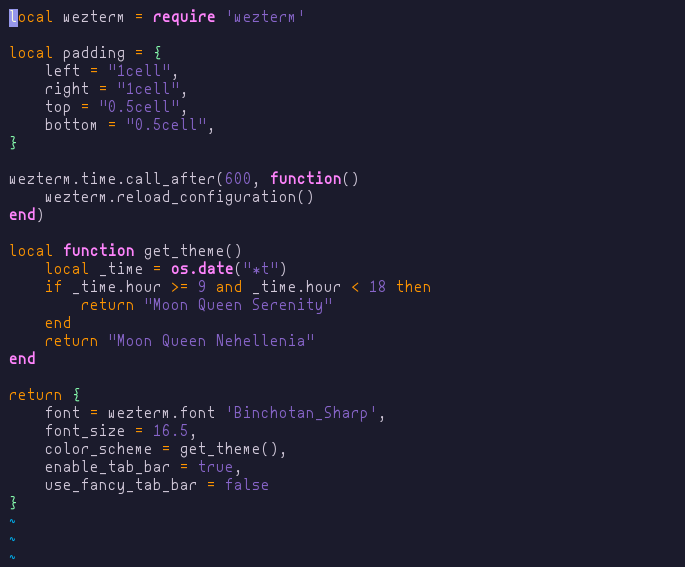 local wezterm = require 'wezterm'

local padding = {
    left = "1cell",
    right = "1cell",
    top = "0.5cell",
    bottom = "0.5cell",
}

wezterm.time.call_after(600, function()
    wezterm.reload_configuration()
end)

local function get_theme()
    local _time = os.date("*t")
    if _time.hour >= 9 and _time.hour < 18 then
        return "Moon Queen Serenity"
    end
    return "Moon Queen Nehellenia"
end

return {
    font = wezterm.font 'Binchotan_Sharp',
    font_size = 16.5,
    color_scheme = get_theme(),
    enable_tab_bar = true,
    use_fancy_tab_bar = false
}
~
~
~